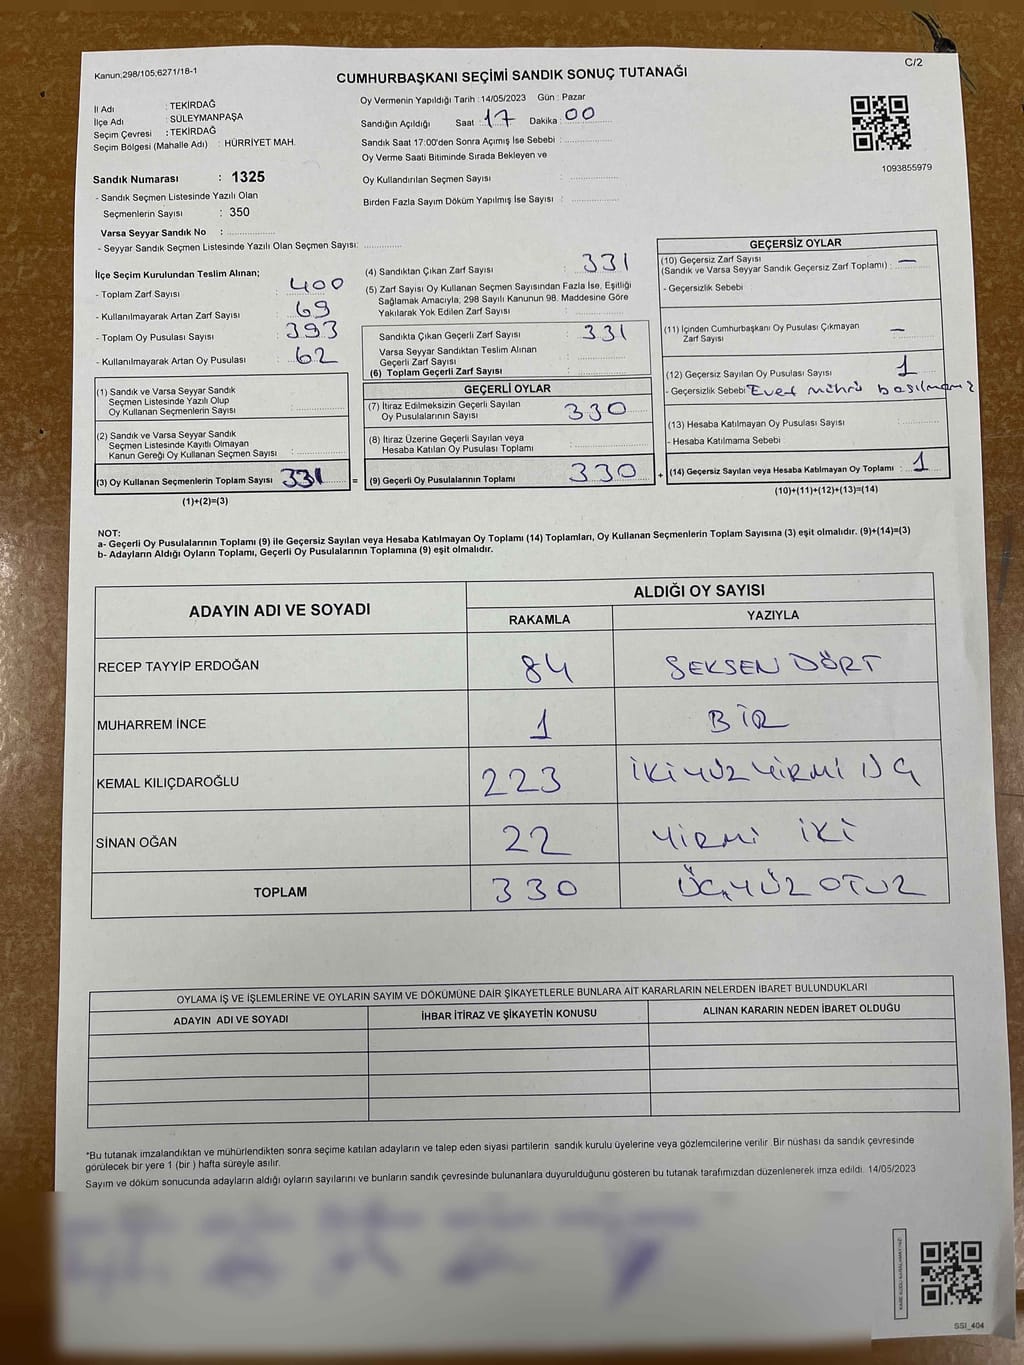 Kanun;298/105;6271/18-1
C/2
CUMHURBAŞKANI SEÇİMİ SANDIK SONUÇ TUTANAĞI
İl Adı : TEKİRDAĞ
İlçe Adı : SÜLEYMANPAŞA
Seçim Çevresi : TEKİRDAĞ
Seçim Bölgesi (Mahalle Adı) : HÜRRİYET MAH.
Sandık Numarası : 1325
- Sandık Seçmen Listesinde Yazılı Olan
Seçmenlerin Sayısı : 350
Varsa Seyyar Sandık No :
- Seyyar Sandık Seçmen Listesinde Yazılı Olan Seçmen Sayısı:
Oy Vermenin Yapıldığı Tarih : 14/05/2023 Gün : Pazar
Sandığın Açıldığı Saat : 17 Dakika : 00
Sandık Saat 17:00'den Sonra Açımış İse Sebebi :
Oy Verme Saati Bitiminde Sırada Bekleyen ve
Oy Kullandırılan Seçmen Sayısı :
Birden Fazla Sayım Döküm Yapılmış İse Sayısı :
1093855979
İlçe Seçim Kurulundan Teslim Alınan;
- Toplam Zarf Sayısı : 400
- Kullanılmayarak Artan Zarf Sayısı : 69
- Toplam Oy Pusulası Sayısı : 393
- Kullanılmayarak Artan Oy Pusulası : 62
(1) Sandık ve Varsa Seyyar Sandık
Seçmen Listesinde Yazılı Olup
Oy Kullanan Seçmenlerin Sayısı :
(2) Sandık ve Varsa Seyyar Sandık
Seçmen Listesinde Kayıtlı Olmayan
Kanun Gereği Oy Kullanan Seçmen Sayısı :
(3) Oy Kullanan Seçmenlerin Toplam Sayısı : 331 =
(1)+(2)=(3)
(4) Sandıktan Çıkan Zarf Sayısı : 331
(5) Zarf Sayısı Oy Kullanan Seçmen Sayısından Fazla İse, Eşitliği
Sağlamak Amacıyla, 298 Sayılı Kanunun 98. Maddesine Göre
Yakılarak Yok Edilen Zarf Sayısı :
Sandıkta Çıkan Geçerli Zarf Sayısı : 331
Varsa Seyyar Sandıktan Teslim Alınan
Geçerli Zarf Sayısı :
(6) Toplam Geçerli Zarf Sayısı :
GEÇERLİ OYLAR
(7) İtiraz Edilmeksizin Geçerli Sayılan
Oy Pusulalarının Sayısı : 330
(8) İtiraz Üzerine Geçerli Sayılan veya
Hesaba Katılan Oy Pusulası Toplamı :
(9) Geçerli Oy Pusulalarının Toplamı : 330 +
GEÇERSİZ OYLAR
(10) Geçersiz Zarf Sayısı
(Sandık ve Varsa Seyyar Sandık Geçersiz Zarf Toplamı) : —
- Geçersizlik Sebebi
(11) İçinden Cumhurbaşkanı Oy Pusulası Çıkmayan
Zarf Sayısı : —
(12) Geçersiz Sayılan Oy Pusulası Sayısı : 1
- Geçersizlik Sebebi Evet mührü basılmamış
(13) Hesaba Katılmayan Oy Pusulası Sayısı :
- Hesaba Katılmama Sebebi
(14) Geçersiz Sayılan veya Hesaba Katılmayan Oy Toplamı : 1
(10)+(11)+(12)+(13)=(14)
NOT:
a- Geçerli Oy Pusulalarının Toplamı (9) ile Geçersiz Sayılan veya Hesaba Katılmayan Oy Toplamı (14) Toplamları, Oy Kullanan Seçmenlerin Toplam Sayısına (3) eşit olmalıdır. (9)+(14)=(3)
b- Adayların Aldığı Oyların Toplamı, Geçerli Oy Pusulalarının Toplamına (9) eşit olmalıdır.
ADAYIN ADI VE SOYADI
ALDIĞI OY SAYISI
RAKAMLA YAZIYLA
RECEP TAYYİP ERDOĞAN 84 SEKSEN DÖRT
MUHARREM İNCE 1 BİR
KEMAL KILIÇDAROĞLU 223 İKİYÜZYİRMİ ÜÇ
SİNAN OĞAN 22 YİRMİ İKİ
TOPLAM 330 ÜÇYÜZ OTUZ
OYLAMA İŞ VE İŞLEMLERİNE VE OYLARIN SAYIM VE DÖKÜMÜNE DAİR ŞİKAYETLERLE BUNLARA AİT KARARLARIN NELERDEN İBARET BULUNDUKLARI
ADAYIN ADI VE SOYADI İHBAR İTİRAZ VE ŞİKAYETİN KONUSU ALINAN KARARIN NEDEN İBARET OLDUĞU
*Bu tutanak imzalandıktan ve mühürlendikten sonra seçime katılan adayların ve talep eden siyasi partilerin sandık kurulu üyelerine veya gözlemcilerine verilir. Bir nüshası da sandık çevresinde
görülecek bir yere 1 (bir) hafta süreyle asılır.
Sayım ve döküm sonucunda adayların aldığı oyların sayılarını ve bunların sandık çevresinde bulunanlara duyurulduğunu gösteren bu tutanak tarafımızdan düzenlenerek imza edildi. 14/05/2023
SSI_404